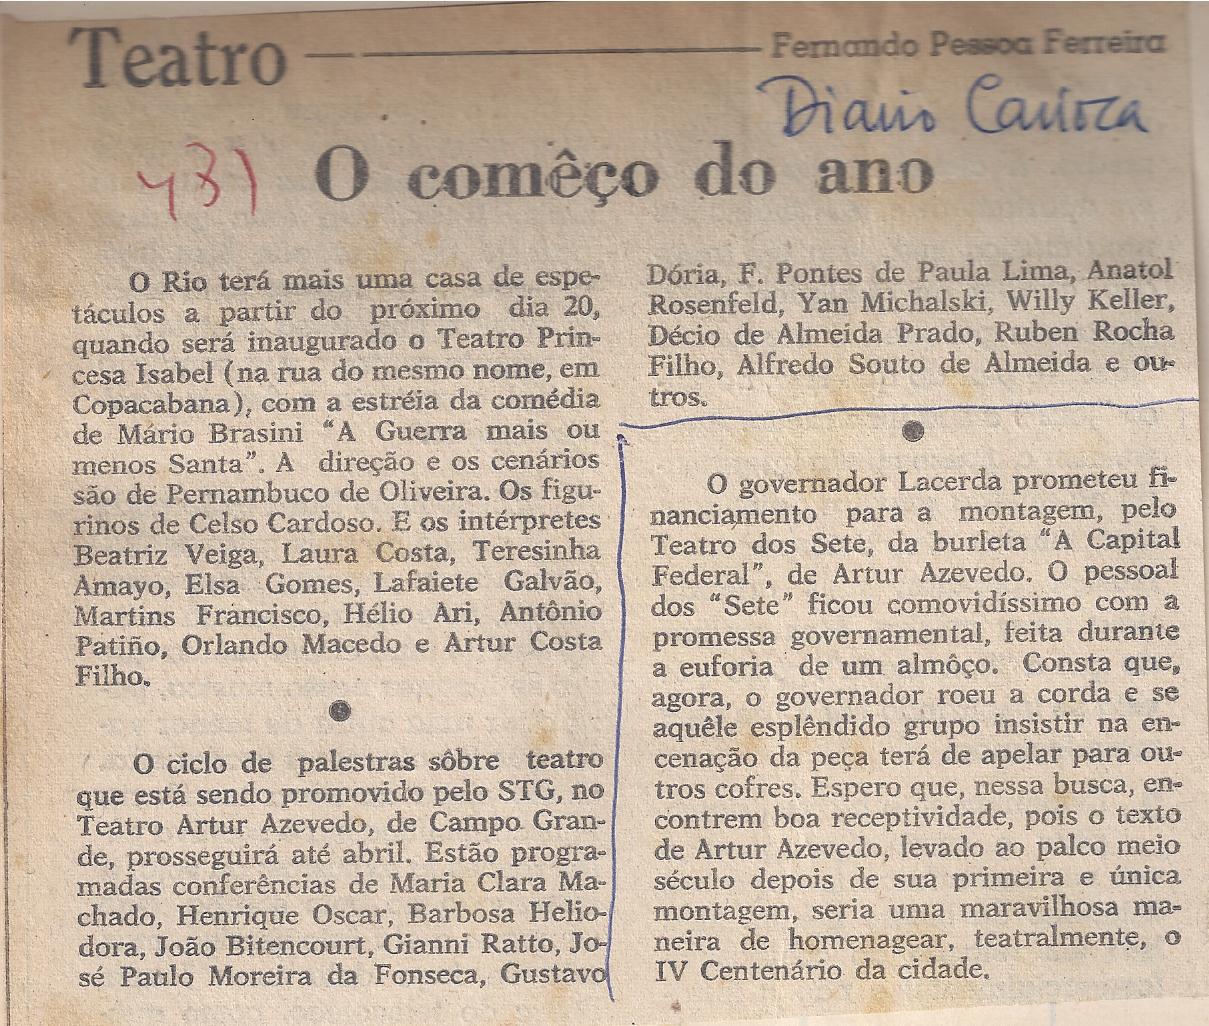 Teatro
Fernando Pessoa Ferreira
Diario Carioca
431
O comêço do ano
O Rio terá mais uma casa de espe-
táculos a partir do próximo dia 20,
quando será inaugurado o Teatro Prin-
cesa Isabel (na rua do mesmo nome, em
Copacabana), com a estréia da comédia
de Mário Brasini "A Guerra mais ou
menos Santa". A direção e os cenários
são de Pernambuco de Oliveira. Os figu-
rinos de Celso Cardoso. E os intérpretes
Beatriz Veiga, Laura Costa, Teresinha
Amayo, Elsa Gomes, Lafaiete Galvão,
Martins Francisco, Hélio Ari, Antônio
Patiño, Orlando Macedo e Artur Costa
Filho.
O ciclo de palestras sôbre teatro
que está sendo promovido pelo STG, no
Teatro Artur Azevedo, de Campo Gran-
de, prosseguirá até abril. Estão progra-
madas conferências de Maria Clara Ma-
chado, Henrique Oscar, Barbosa Helio-
dora, João Bitencourt, Gianni Ratto, Jo-
sé Paulo Moreira da Fonseca, Gustavo
Dória, F. Pontes de Paula Lima, Anatol
Rosenfeld, Yan Michalski, Willy Keller,
Décio de Almeida Prado, Ruben Rocha
Filho, Alfredo Souto de Almeida e ou-
tros.
O governador Lacerda prometeu fi-
nanciamento para a montagem, pelo
Teatro dos Sete, da burleta "A Capital
Federal", de Artur Azevedo. O pessoal
dos "Sete" ficou comovidíssimo com a
promessa governamental, feita durante
a euforia de um almôço. Consta que,
agora, o governador roeu a corda e se
aquêle esplêndido grupo insistir na en-
cenação da peça terá de apelar para ou-
tros cofres. Espero que, nessa busca, en-
contrem boa receptividade, pois o texto
de Artur Azevedo, levado ao palco meio
século depois de sua primeira e única
montagem, seria uma maravilhosa ma-
neira de homenagear, teatralmente, o
IV Centenário da cidade.